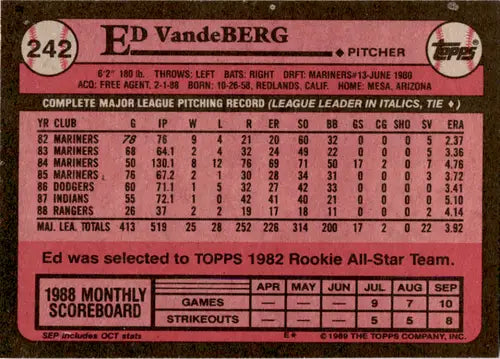 242
Ed VandeBERG
PITCHER
TOPPS
6'2" 180 lb. THROWS: LEFT BATS: RIGHT DRFT: MARINERS #13-JUNE 1980
ACQ: FREE AGENT, 2-1-88 BORN: 10-26-58, REDLANDS, CALIF. HOME: MESA, ARIZONA
COMPLETE MAJOR LEAGUE PITCHING RECORD (LEAGUE LEADER IN ITALICS, TIE ♦)
YR CLUB G IP W L R ER SO BB GS CG SHO SV ERA
82 MARINERS 78 76 9 4 21 20 60 32 0 0 0 5 2.37
83 MARINERS 68 64.1 2 4 32 24 49 22 0 0 0 5 3.36
84 MARINERS 50 130.1 8 12 76 69 71 50 17 2 0 7 4.76
85 MARINERS 76 67.2 2 1 30 28 34 31 0 0 0 3 3.72
86 DODGERS 60 71.1 1 5 32 27 42 33 0 0 0 0 3.41
87 INDIANS 55 72.1 1 0 42 41 40 21 0 0 0 0 5.10
88 RANGERS 26 37 2 2 19 17 18 11 0 0 0 2 4.14
MAJ. LEA. TOTALS 413 519 25 28 252 226 314 200 17 2 0 22 3.92
Ed was selected to TOPPS 1982 Rookie All-Star Team.
1988 MONTHLY
SCOREBOARD
APR MAY JUN JUL AUG SEP
GAMES 9 7 10
STRIKEOUTS 5 5 8
SEP includes OCT stats E* © 1989 THE TOPPS COMPANY, INC.